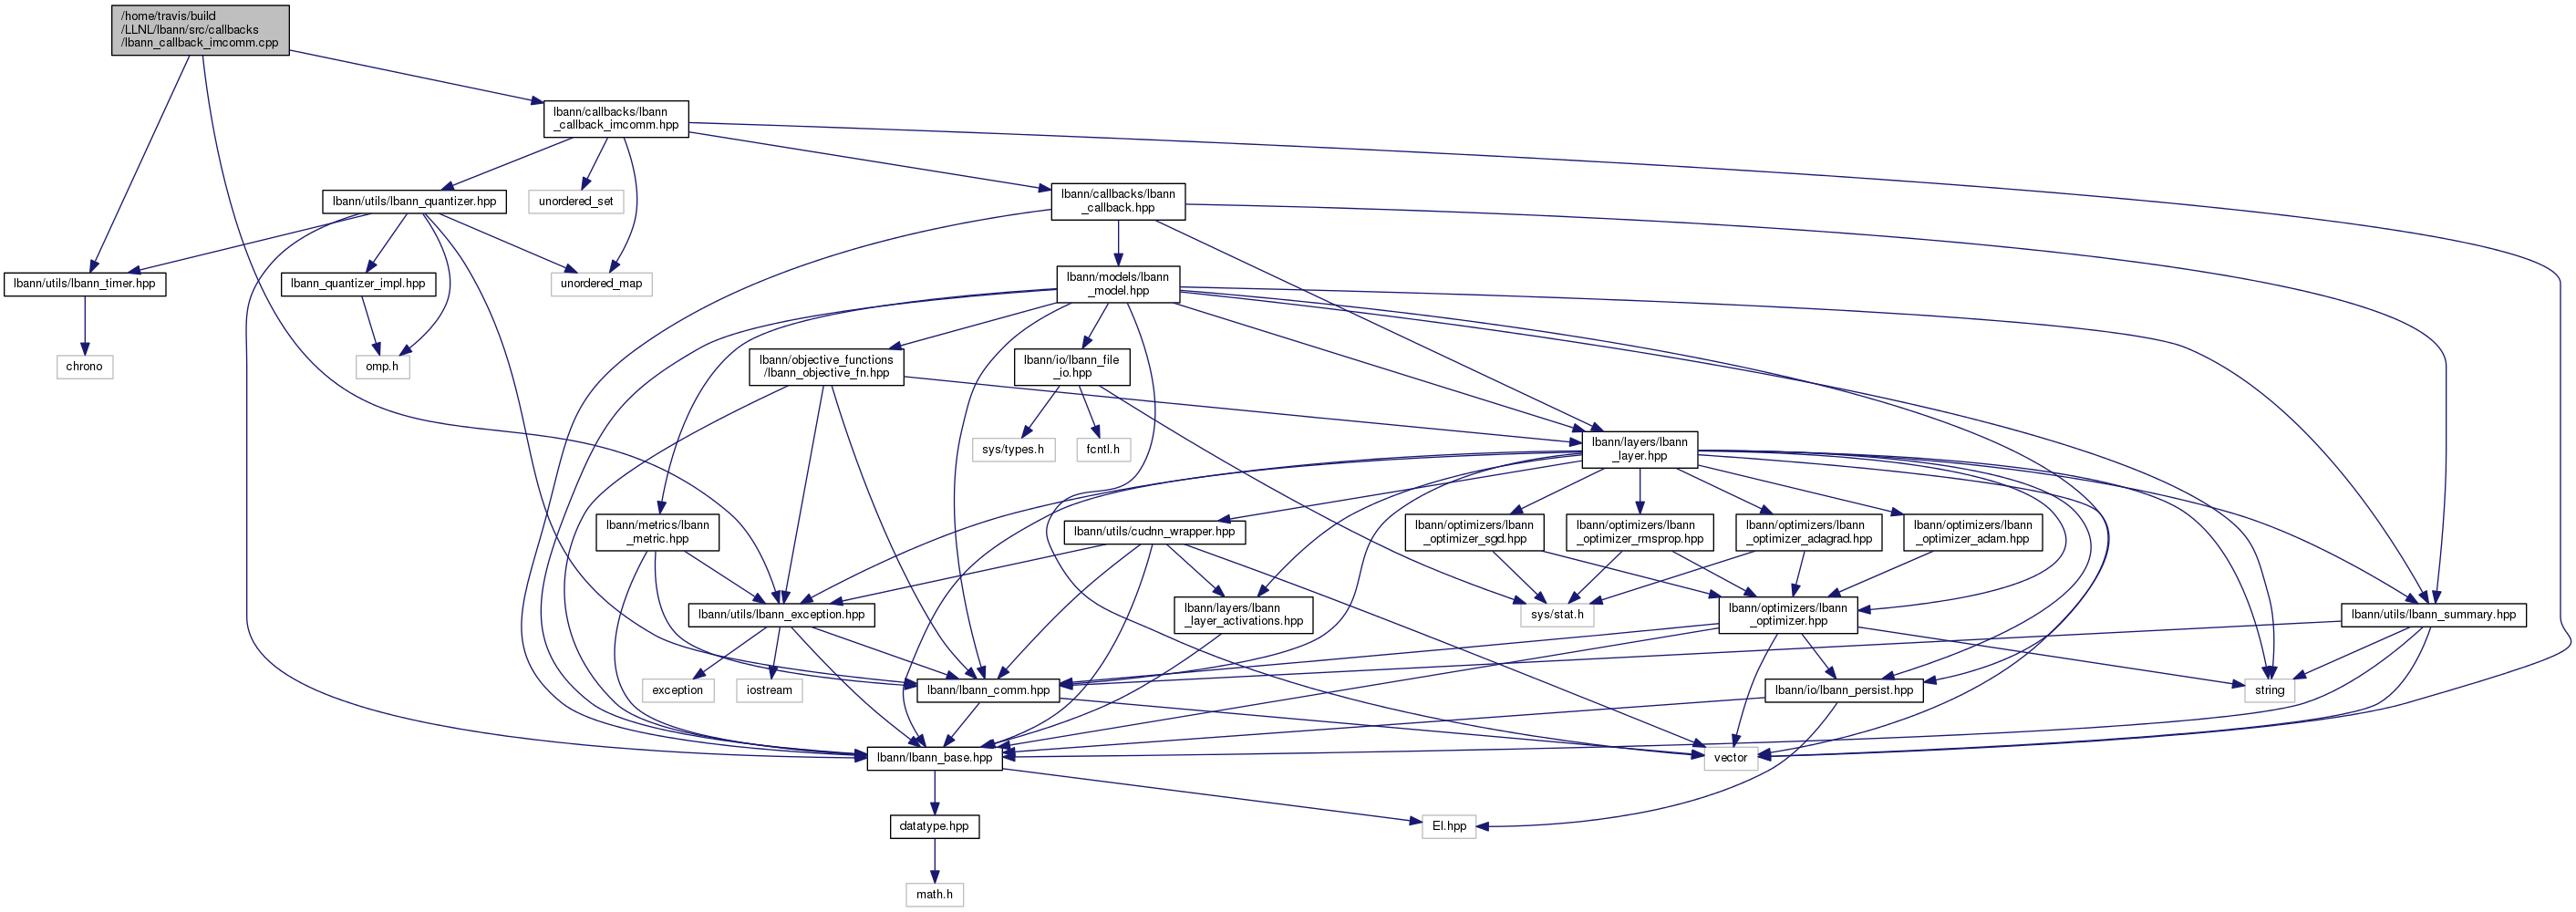 /home/travis/build
/LLNL/lbann/src/callbacks
/lbann_callback_imcomm.cpp
lbann/callbacks/lbann
_callback_imcomm.hpp
lbann/utils/lbann_quantizer.hpp
unordered_set
lbann/callbacks/lbann
_callback.hpp
lbann/utils/lbann_timer.hpp
lbann_quantizer_impl.hpp
unordered_map
lbann/models/lbann
_model.hpp
chrono
omp.h
lbann/objective_functions
/lbann_objective_fn.hpp
lbann/io/lbann_file
_io.hpp
sys/types.h
fcntl.h
lbann/layers/lbann
_layer.hpp
lbann/metrics/lbann
_metric.hpp
lbann/utils/cudnn_wrapper.hpp
lbann/optimizers/lbann
_optimizer_sgd.hpp
lbann/optimizers/lbann
_optimizer_rmsprop.hpp
lbann/optimizers/lbann
_optimizer_adagrad.hpp
lbann/optimizers/lbann
_optimizer_adam.hpp
lbann/utils/lbann_exception.hpp
lbann/layers/lbann
_layer_activations.hpp
sys/stat.h
lbann/optimizers/lbann
_optimizer.hpp
lbann/utils/lbann_summary.hpp
exception
iostream
lbann/lbann_comm.hpp
lbann/io/lbann_persist.hpp
string
lbann/lbann_base.hpp
vector
datatype.hpp
El.hpp
math.h